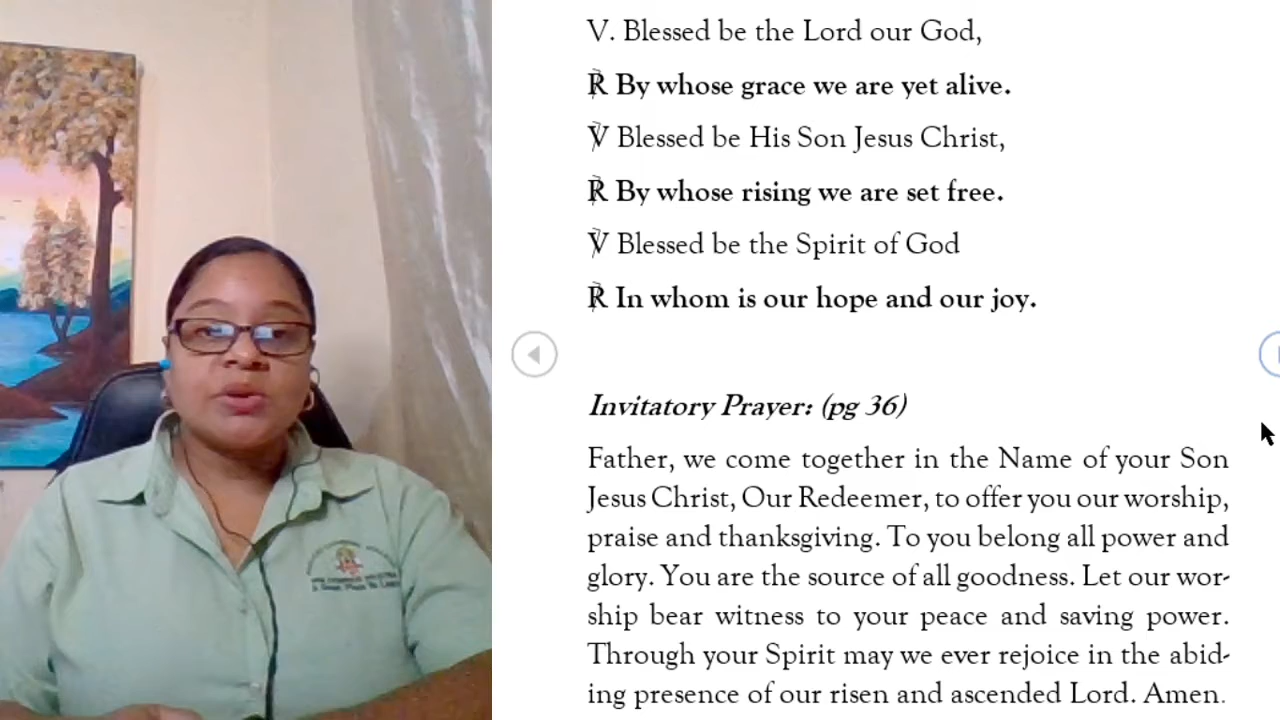 V. Blessed be the Lord our God,
℟ By whose grace we are yet alive.
℣ Blessed be His Son Jesus Christ,
℟ By whose rising we are set free.
℣ Blessed be the Spirit of God
℟ In whom is our hope and our joy.
Invitatory Prayer: (pg 36)
Father, we come together in the Name of your Son
Jesus Christ, Our Redeemer, to offer you our worship,
praise and thanksgiving. To you belong all power and
glory. You are the source of all goodness. Let our wor-
ship bear witness to your peace and saving power.
Through your Spirit may we ever rejoice in the abid-
ing presence of our risen and ascended Lord. Amen.